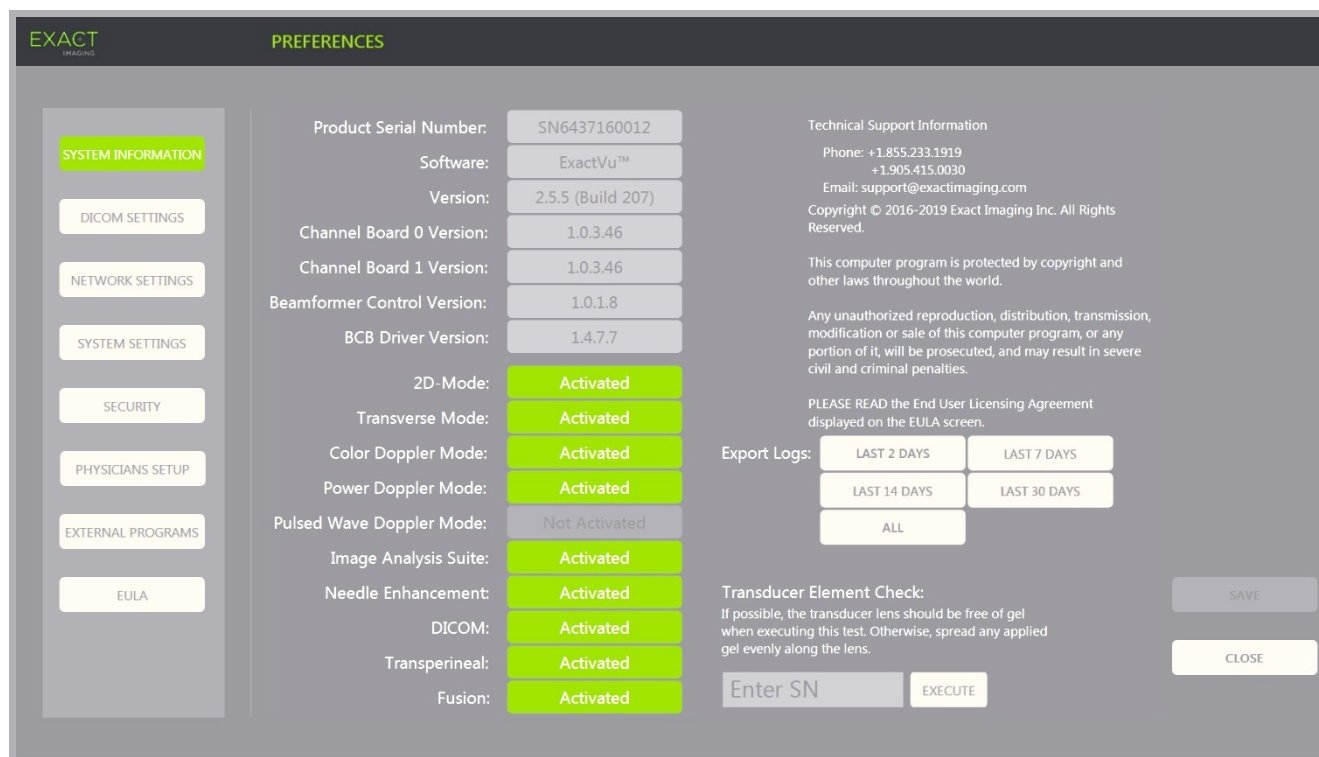 EXACT
IMAGING
PREFERENCES
SYSTEM INFORMATION
DICOM SETTINGS
NETWORK SETTINGS
SYSTEM SETTINGS
SECURITY
PHYSICIANS SETUP
EXTERNAL PROGRAMS
EULA
Product Serial Number: SN6437160012
Software: ExactVu™
Version: 2.5.5 (Build 207)
Channel Board 0 Version: 1.0.3.46
Channel Board 1 Version: 1.0.3.46
Beamformer Control Version: 1.0.1.8
BCB Driver Version: 1.4.7.7
2D-Mode: Activated
Transverse Mode: Activated
Color Doppler Mode: Activated
Power Doppler Mode: Activated
Pulsed Wave Doppler Mode: Not Activated
Image Analysis Suite: Activated
Needle Enhancement: Activated
DICOM: Activated
Transperineal: Activated
Fusion: Activated
Technical Support Information
Phone: +1.855.233.1919
+1.905.415.0030
Email: support@exactimaging.com
Copyright © 2016-2019 Exact Imaging Inc. All Rights
Reserved.
This computer program is protected by copyright and
other laws throughout the world.
Any unauthorized reproduction, distribution, transmission,
modification or sale of this computer program, or any
portion of it, will be prosecuted, and may result in severe
civil and criminal penalties.
PLEASE READ the End User Licensing Agreement
displayed on the EULA screen.
Export Logs: LAST 2 DAYS LAST 7 DAYS
LAST 14 DAYS LAST 30 DAYS
ALL
Transducer Element Check:
If possible, the transducer lens should be free of gel
when executing this test. Otherwise, spread any applied
gel evenly along the lens.
Enter SN EXECUTE
SAVE
CLOSE